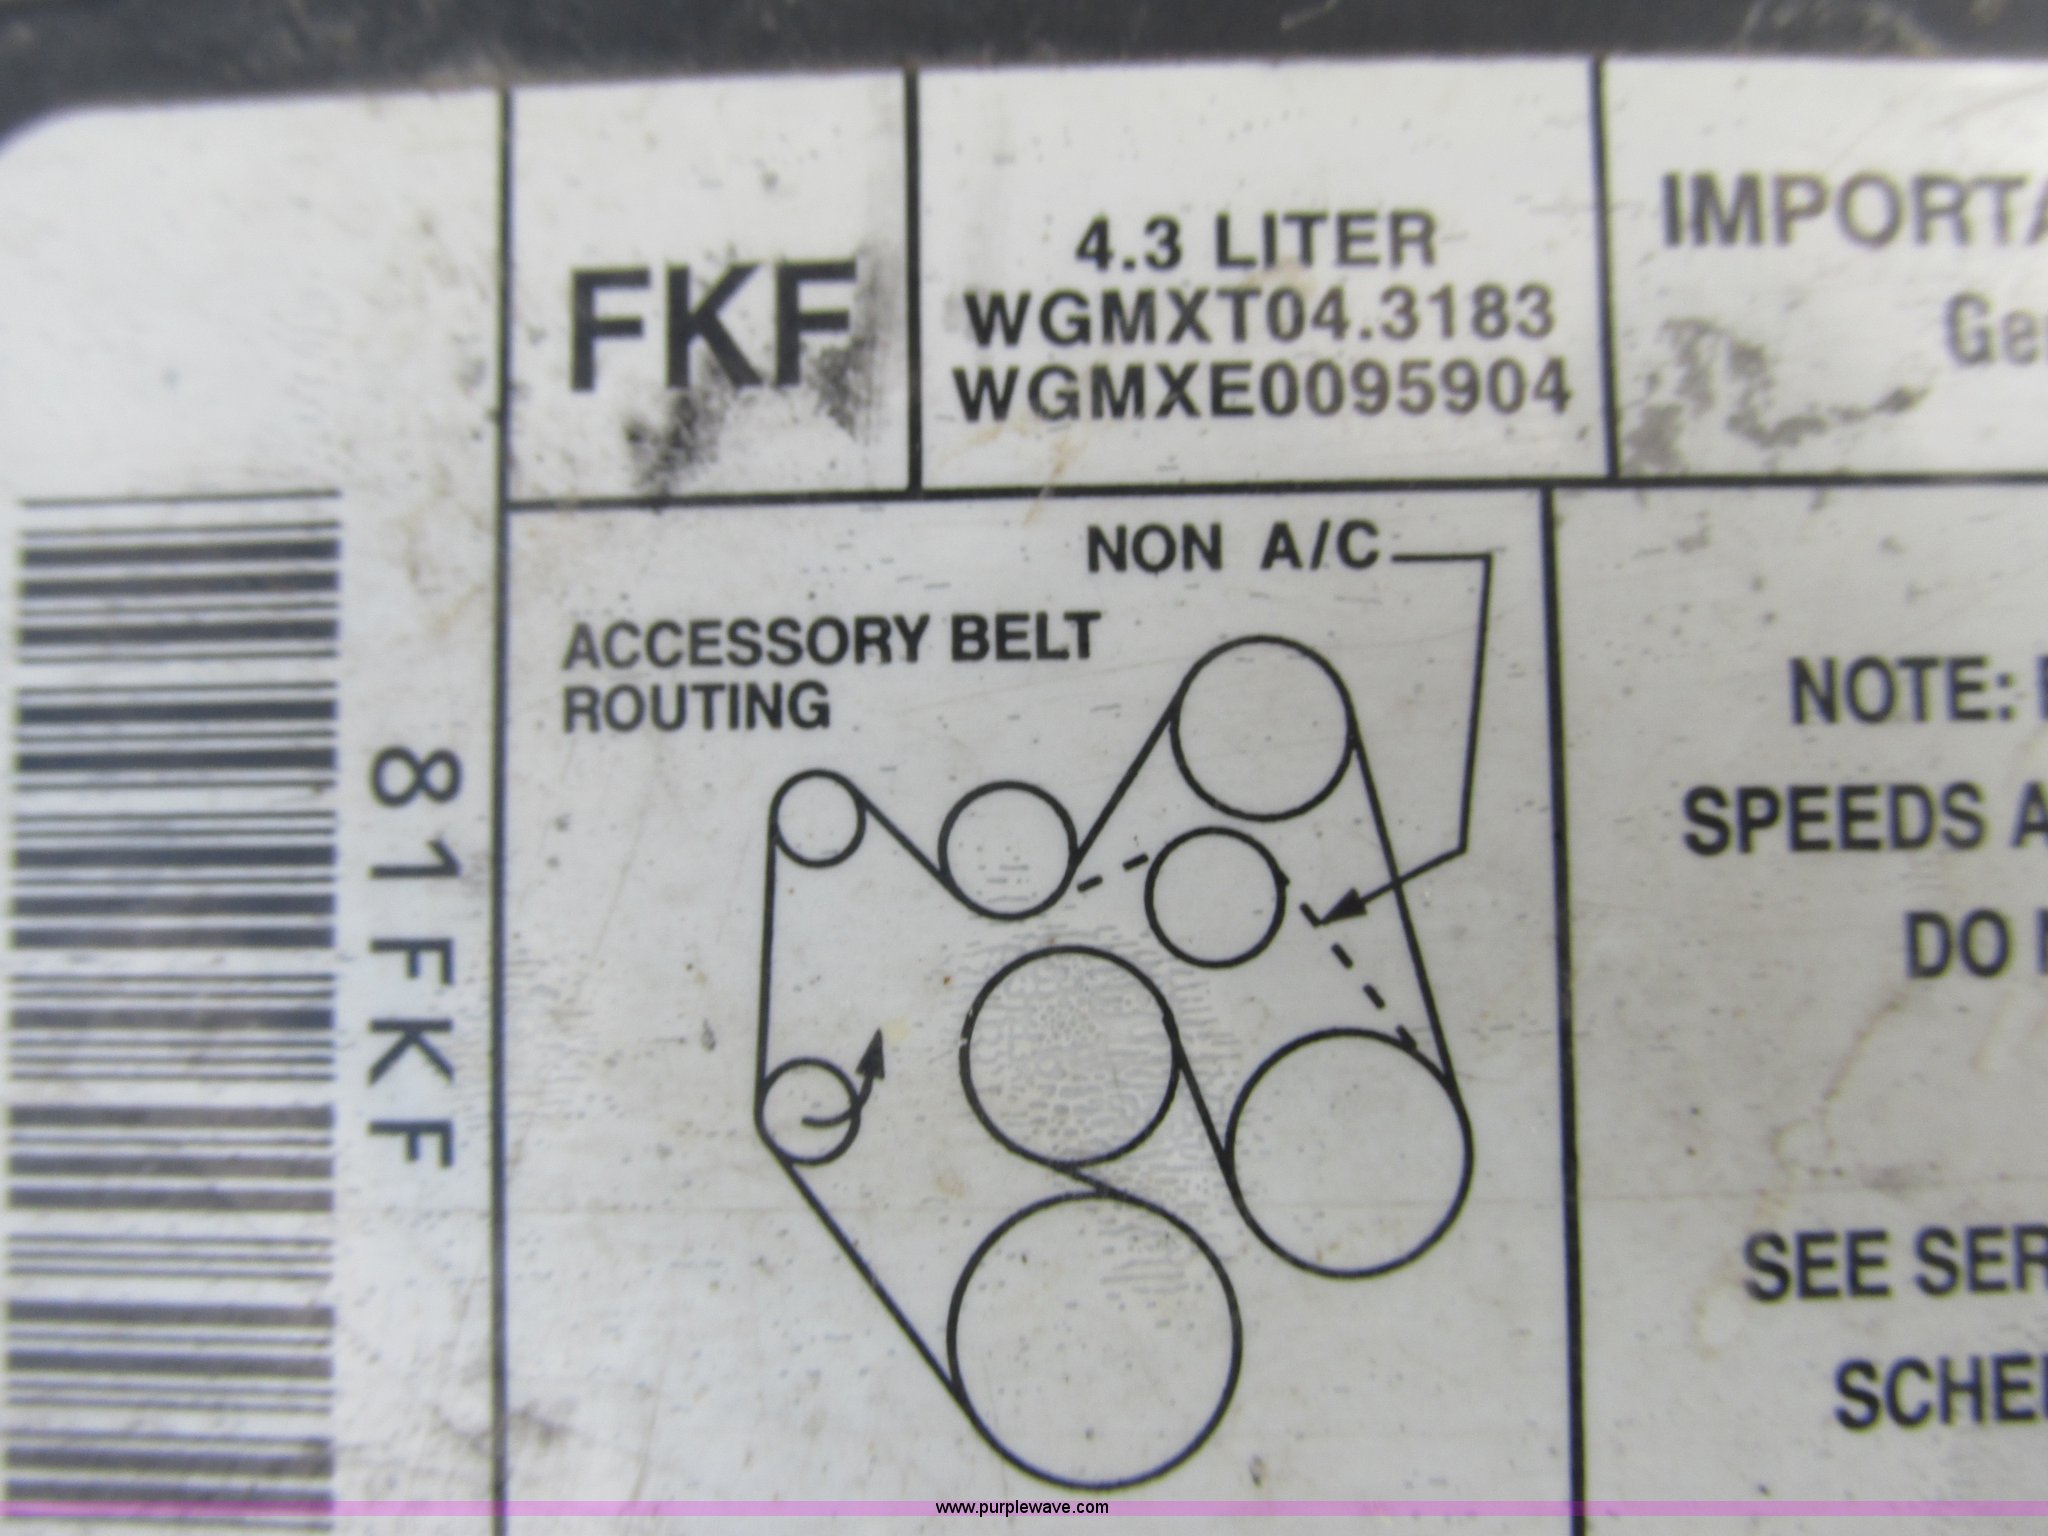 FKF
4.3 LITER
WGMXT04.3183
WGMXE0095904
IMPORTA
Ge
NON A/C
ACCESSORY BELT
ROUTING
81FKF
NOTE:
SPEEDS A
DO
SEE SER
SCHE
www.purplewave.com